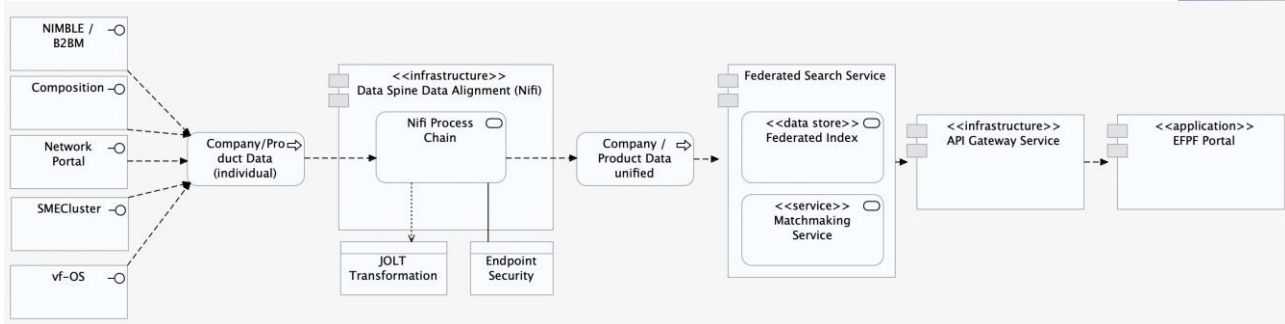 NIMBLE /
B2BM
Composition
Network
Portal
SMECluster
vf-OS
Company/Pro
duct Data
(individual)
<<infrastructure>>
Data Spine Data Alignment (Nifi)
Nifi Process
Chain
JOLT
Transformation
Endpoint
Security
Company /
Product Data
unified
Federated Search Service
<<data store>>
Federated Index
<<service>>
Matchmaking
Service
<<infrastructure>>
API Gateway Service
<<application>>
EFPF Portal